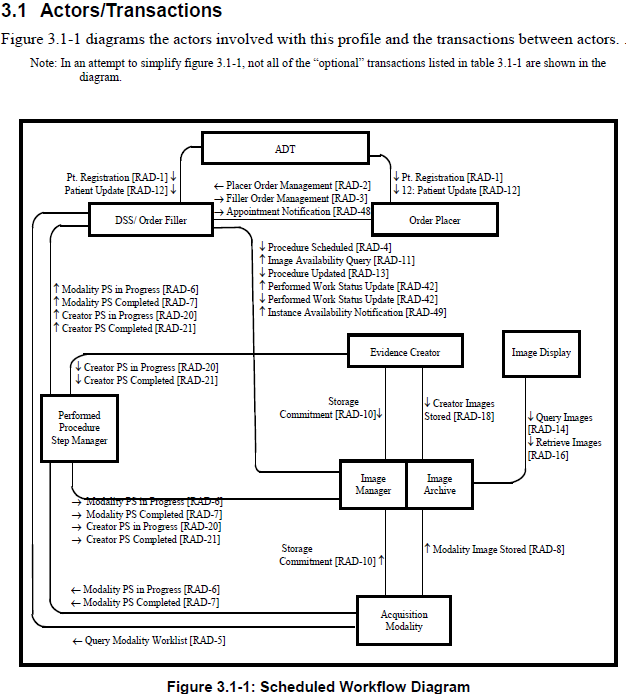 3.1 Actors/Transactions
Figure 3.1-1 diagrams the actors involved with this profile and the transactions between actors. .
Note: In an attempt to simplify figure 3.1-1, not all of the “optional” transactions listed in table 3.1-1 are shown in the
diagram.
ADT
Pt. Registration [RAD-1] ↓
Patient Update [RAD-12] ↓
← Placer Order Management [RAD-2]
→ Filler Order Management [RAD-3]
→ Appointment Notification [RAD-48
↓ Pt. Registration [RAD-1]
↓ 12: Patient Update [RAD-12]
DSS/ Order Filler
Order Placer
↓ Procedure Scheduled [RAD-4]
↑ Image Availability Query [RAD-11]
↓ Procedure Updated [RAD-13]
↑ Performed Work Status Update [RAD-42]
↓ Performed Work Status Update [RAD-42]
↑ Instance Availability Notification [RAD-49]
↑ Modality PS in Progress [RAD-6]
↑ Modality PS Completed [RAD-7]
↑ Creator PS in Progress [RAD-20]
↑ Creator PS Completed [RAD-21]
Evidence Creator
Image Display
↓ Creator PS in Progress [RAD-20]
↓ Creator PS Completed [RAD-21]
Performed
Procedure
Step Manager
Storage
Commitment [RAD-10]↓
↓ Creator Images
Stored [RAD-18]
↓ Query Images
[RAD-14]
↓ Retrieve Images
[RAD-16]
Image
Manager
Image
Archive
→ Modality PS in Progress [RAD-6]
→ Modality PS Completed [RAD-7]
→ Creator PS in Progress [RAD-20]
→ Creator PS Completed [RAD-21]
Storage
Commitment [RAD-10] ↑
↑ Modality Image Stored [RAD-8]
← Modality PS in Progress [RAD-6]
← Modality PS Completed [RAD-7]
Acquisition
Modality
← Query Modality Worklist [RAD-5]
Figure 3.1-1: Scheduled Workflow Diagram